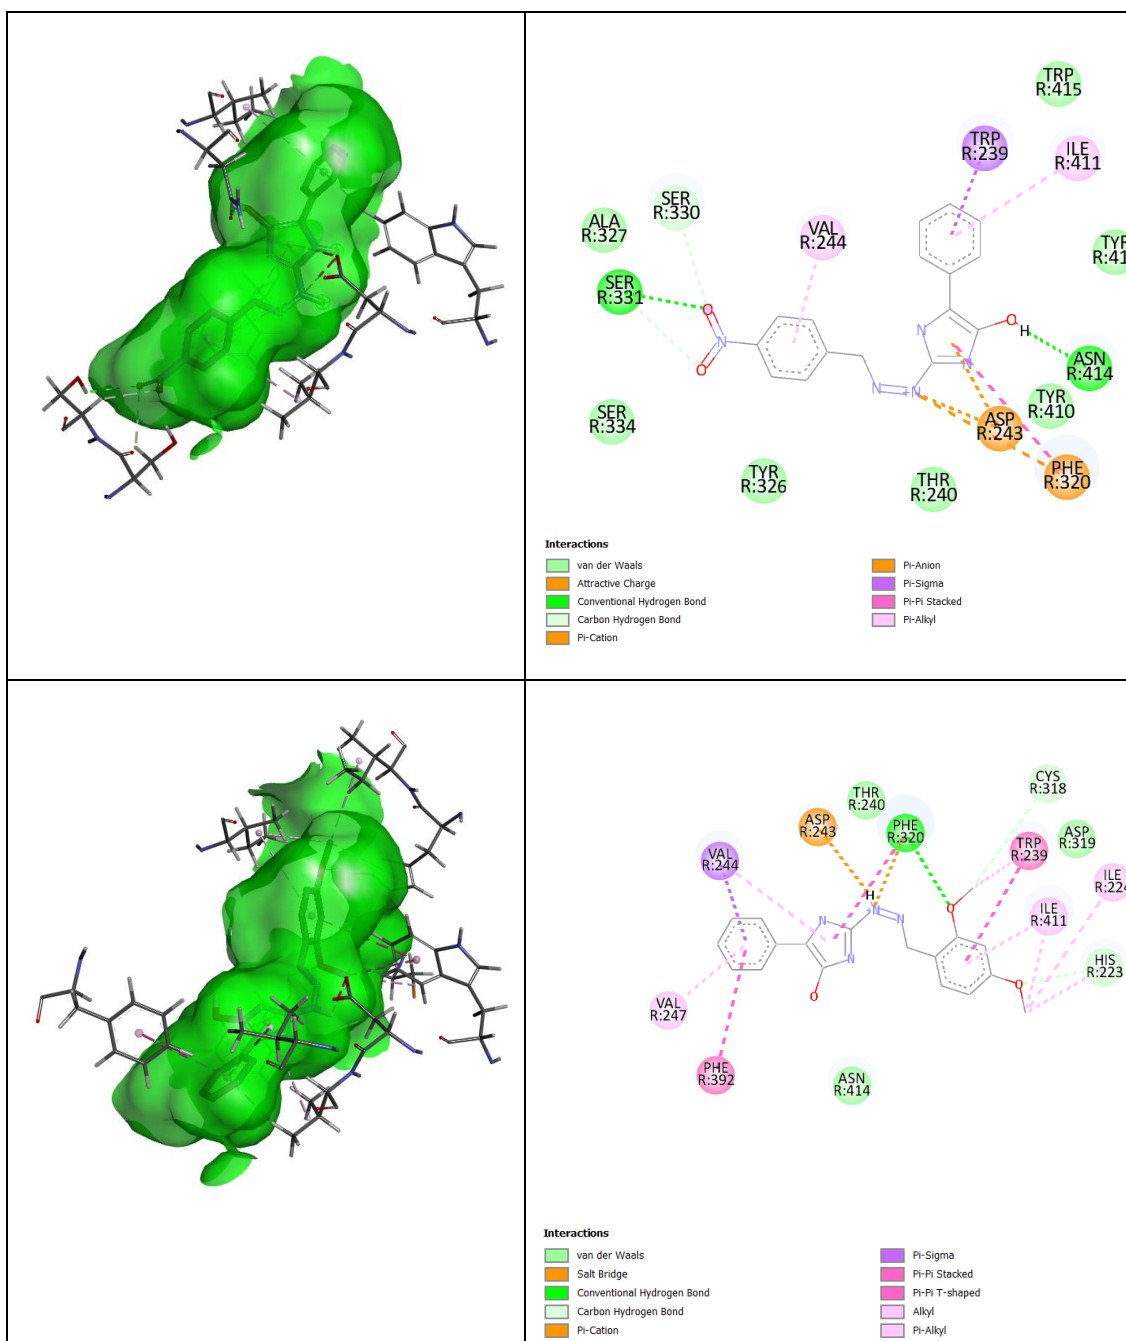 TRP
R:415
TRP
R:239
ILE
R:411
SER
R:330
ALA
R:327
VAL
R:244
TYR
R:41
SER
R:331
O
H
N
O
N
N
N
+N
ASN
R:414
TYR
R:410
ASP
R:243
SER
R:334
PHE
R:320
TYR
R:326
THR
R:240
Interactions
van der Waals
Attractive Charge
Conventional Hydrogen Bond
Carbon Hydrogen Bond
Pi-Cation
Pi-Anion
Pi-Sigma
Pi-Pi Stacked
Pi-Alkyl
CYS
R:318
THR
R:240
ASP
R:243
PHE
R:320
ASP
R:319
TRP
R:239
VAL
R:244
ILE
R:224
H
+N
N
O
N
ILE
R:411
N
HIS
R:223
O
O
VAL
R:247
PHE
R:392
ASN
R:414
Interactions
van der Waals
Salt Bridge
Conventional Hydrogen Bond
Carbon Hydrogen Bond
Pi-Cation
Pi-Sigma
Pi-Pi Stacked
Pi-Pi T-shaped
Alkyl
Pi-Alkyl